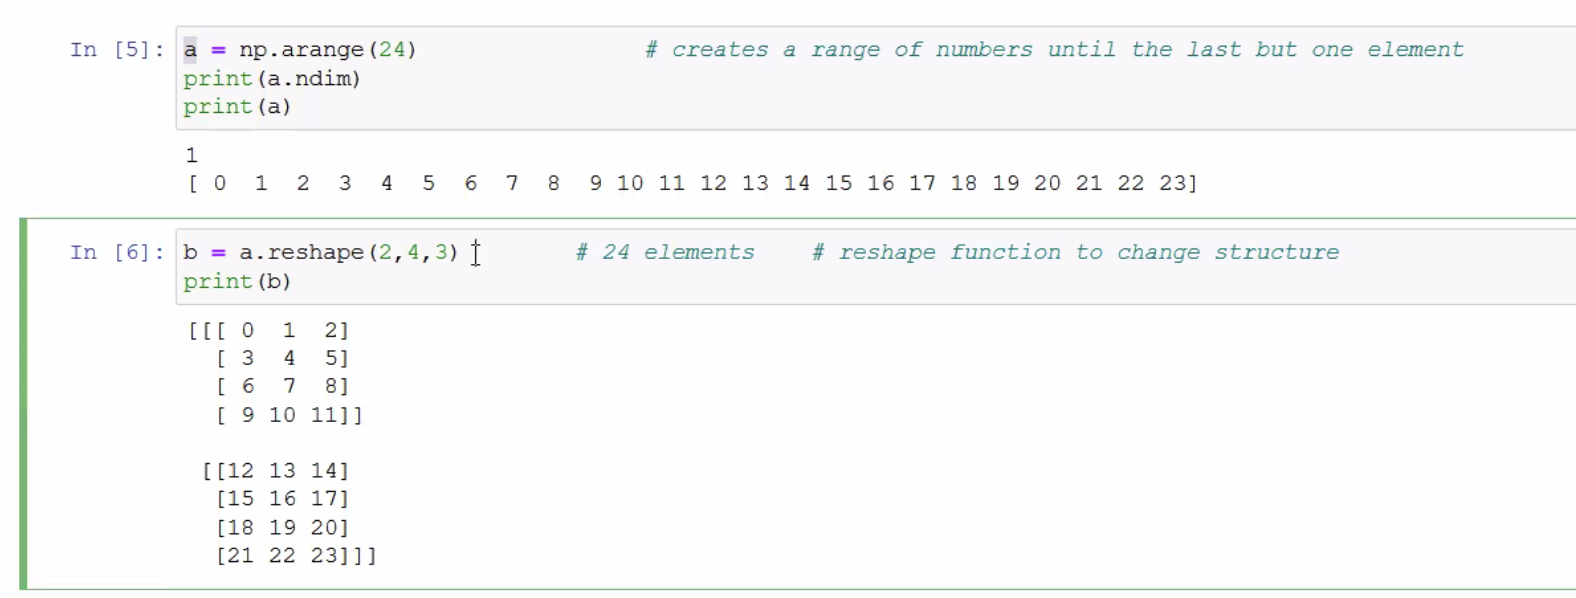 In [5]: a = np.arange(24) # creates a range of numbers until the last but one element
print(a.ndim)
print(a)
1
[ 0 1 2 3 4 5 6 7 8 9 10 11 12 13 14 15 16 17 18 19 20 21 22 23]
In [6]: b = a.reshape(2,4,3) # 24 elements # reshape function to change structure
print(b)
[[[ 0 1 2]
[ 3 4 5]
[ 6 7 8]
[ 9 10 11]]
[[12 13 14]
[15 16 17]
[18 19 20]
[21 22 23]]]